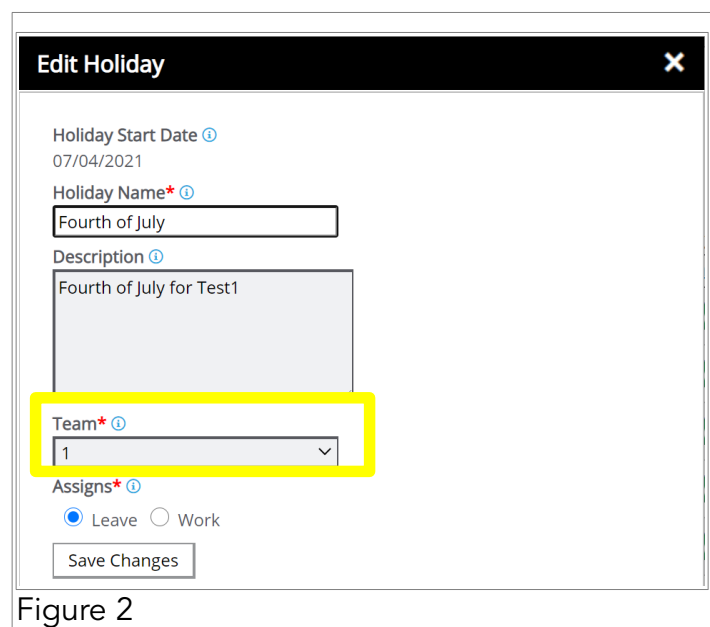 Edit Holiday
Holiday Start Date
07/04/2021
Holiday Name*
Fourth of July
Description
Fourth of July for Test1
Team*
1
Assigns*
Leave Work
Save Changes
Figure 2